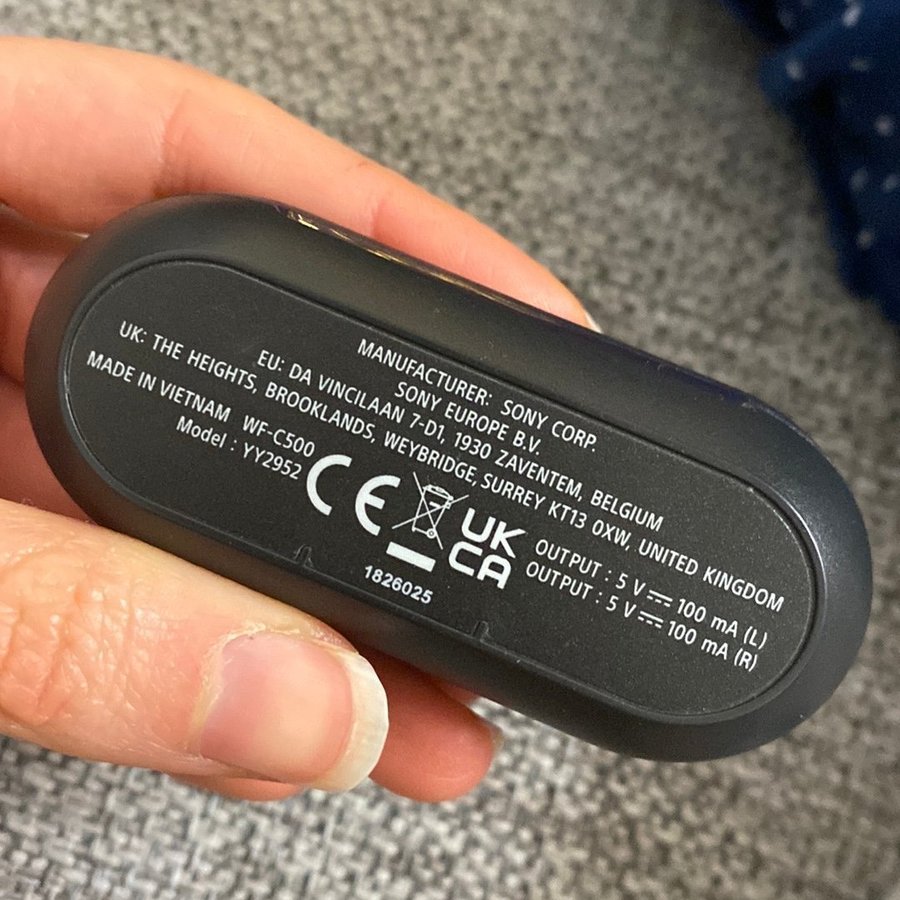 MANUFACTURER: SONY CORP.
SONY EUROPE B.V.
EU: DA VINCILAAN 7-D1, 1930 ZAVENTEM, BELGIUM
UK: THE HEIGHTS, BROOKLANDS, WEYBRIDGE, SURREY KT13 0XW, UNITED KINGDOM
MADE IN VIETNAM WF-C500
Model : YY2952
CE
UK
CA
OUTPUT : 5 V ⎓ 100 mA (L)
OUTPUT : 5 V ⎓ 100 mA (R)
1826025